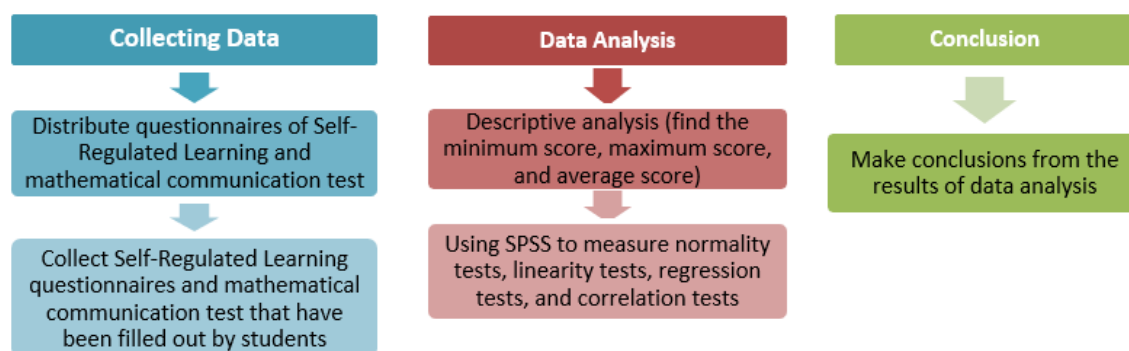 Collecting Data
Distribute questionnaires of Self-
Regulated Learning and
mathematical communication test
Collect Self-Regulated Learning
questionnaires and mathematical
communication test that have
been filled out by students
Data Analysis
Descriptive analysis (find the
minimum score, maximum score,
and average score)
Using SPSS to measure normality
tests, linearity tests, regression
tests, and correlation tests
Conclusion
Make conclusions from the
results of data analysis